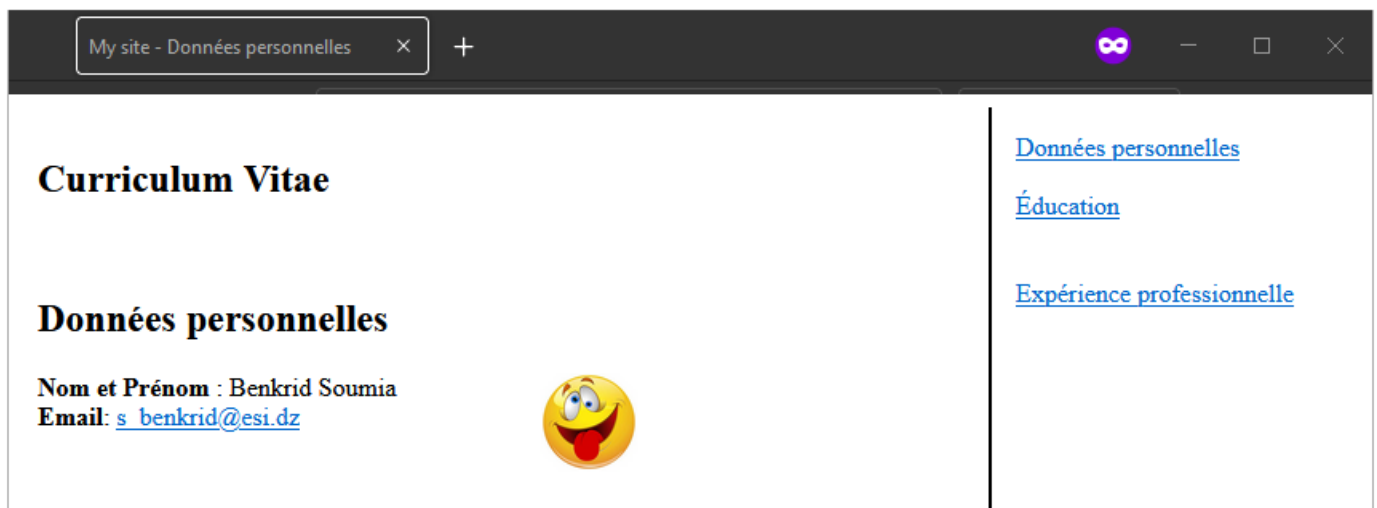 My site - Données personnelles
Curriculum Vitae
Données personnelles
Nom et Prénom : Benkrid Soumia
Email: s_benkrid@esi.dz
Données personnelles
Éducation
Expérience professionnelle